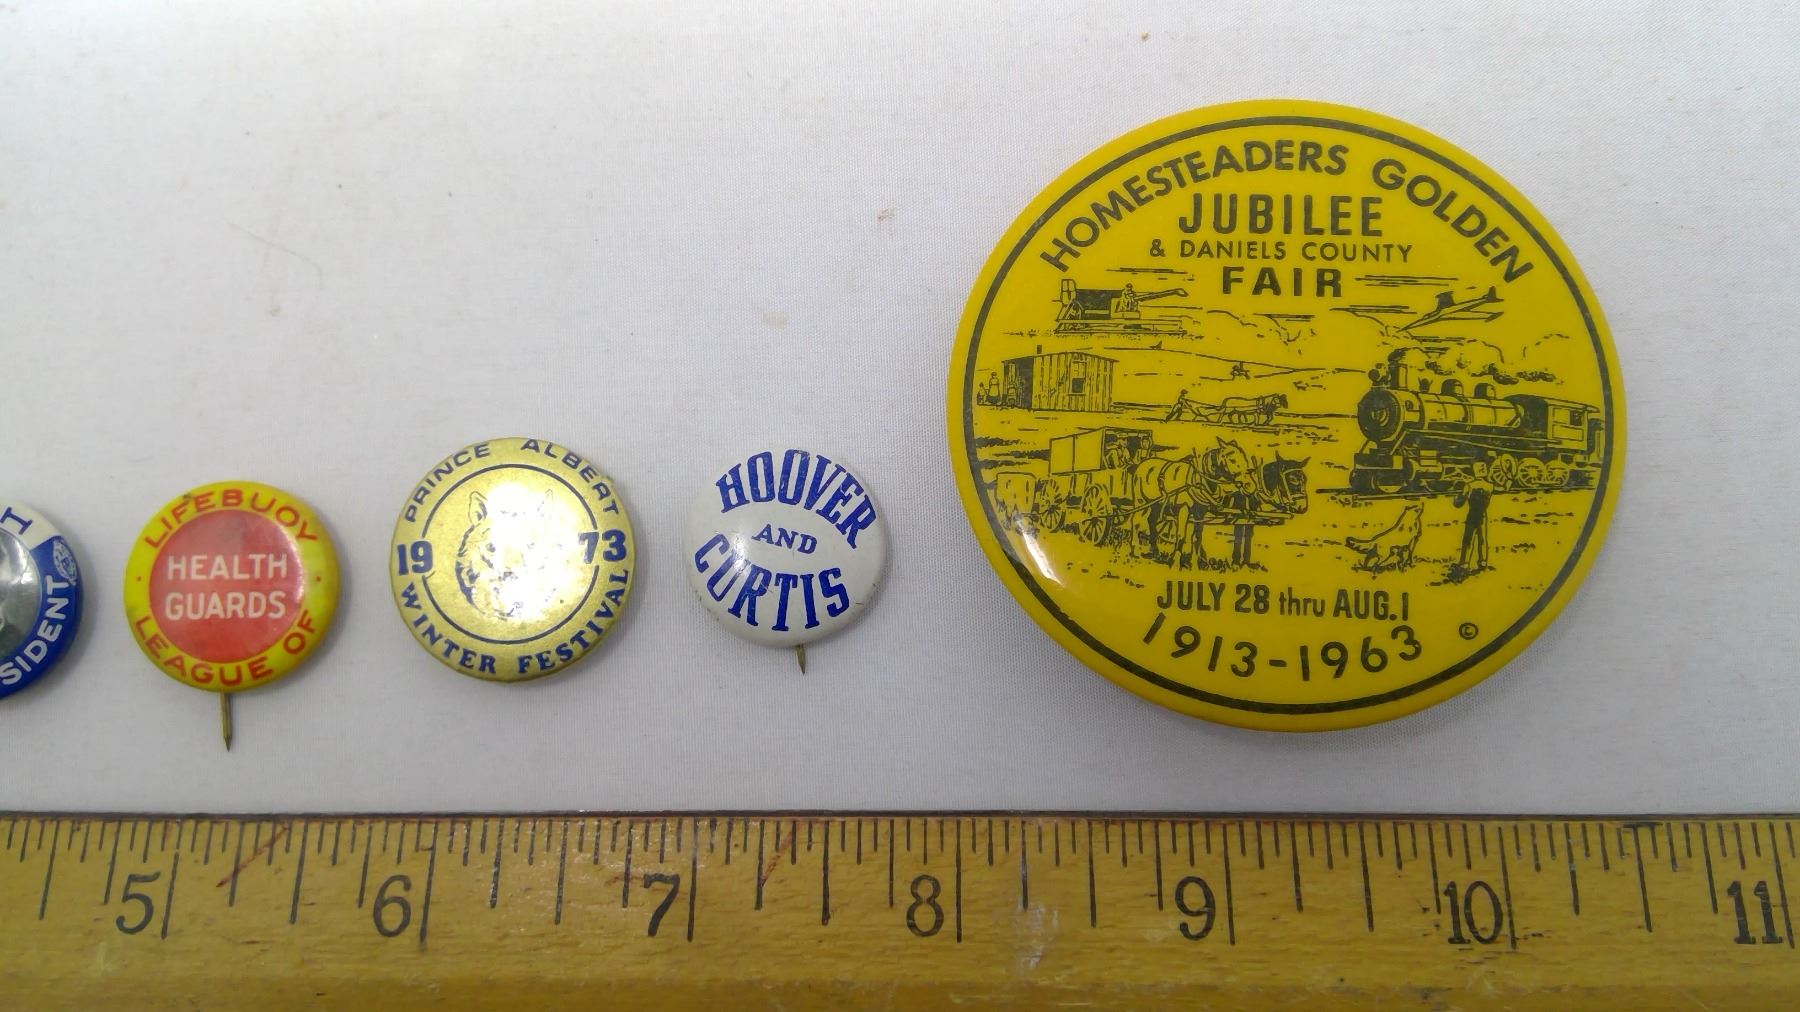 SIDENT
LIFEBUOY
HEALTH
GUARDS
LEAGUE OF
PRINCE ALBERT
19 73
WINTER FESTIVAL
HOOVER
AND
CURTIS
HOMESTEADERS GOLDEN
JUBILEE
& DANIELS COUNTY
FAIR
JULY 28 thru AUG. 1
1913-1963 ©
5 6 7 8 9 10 11